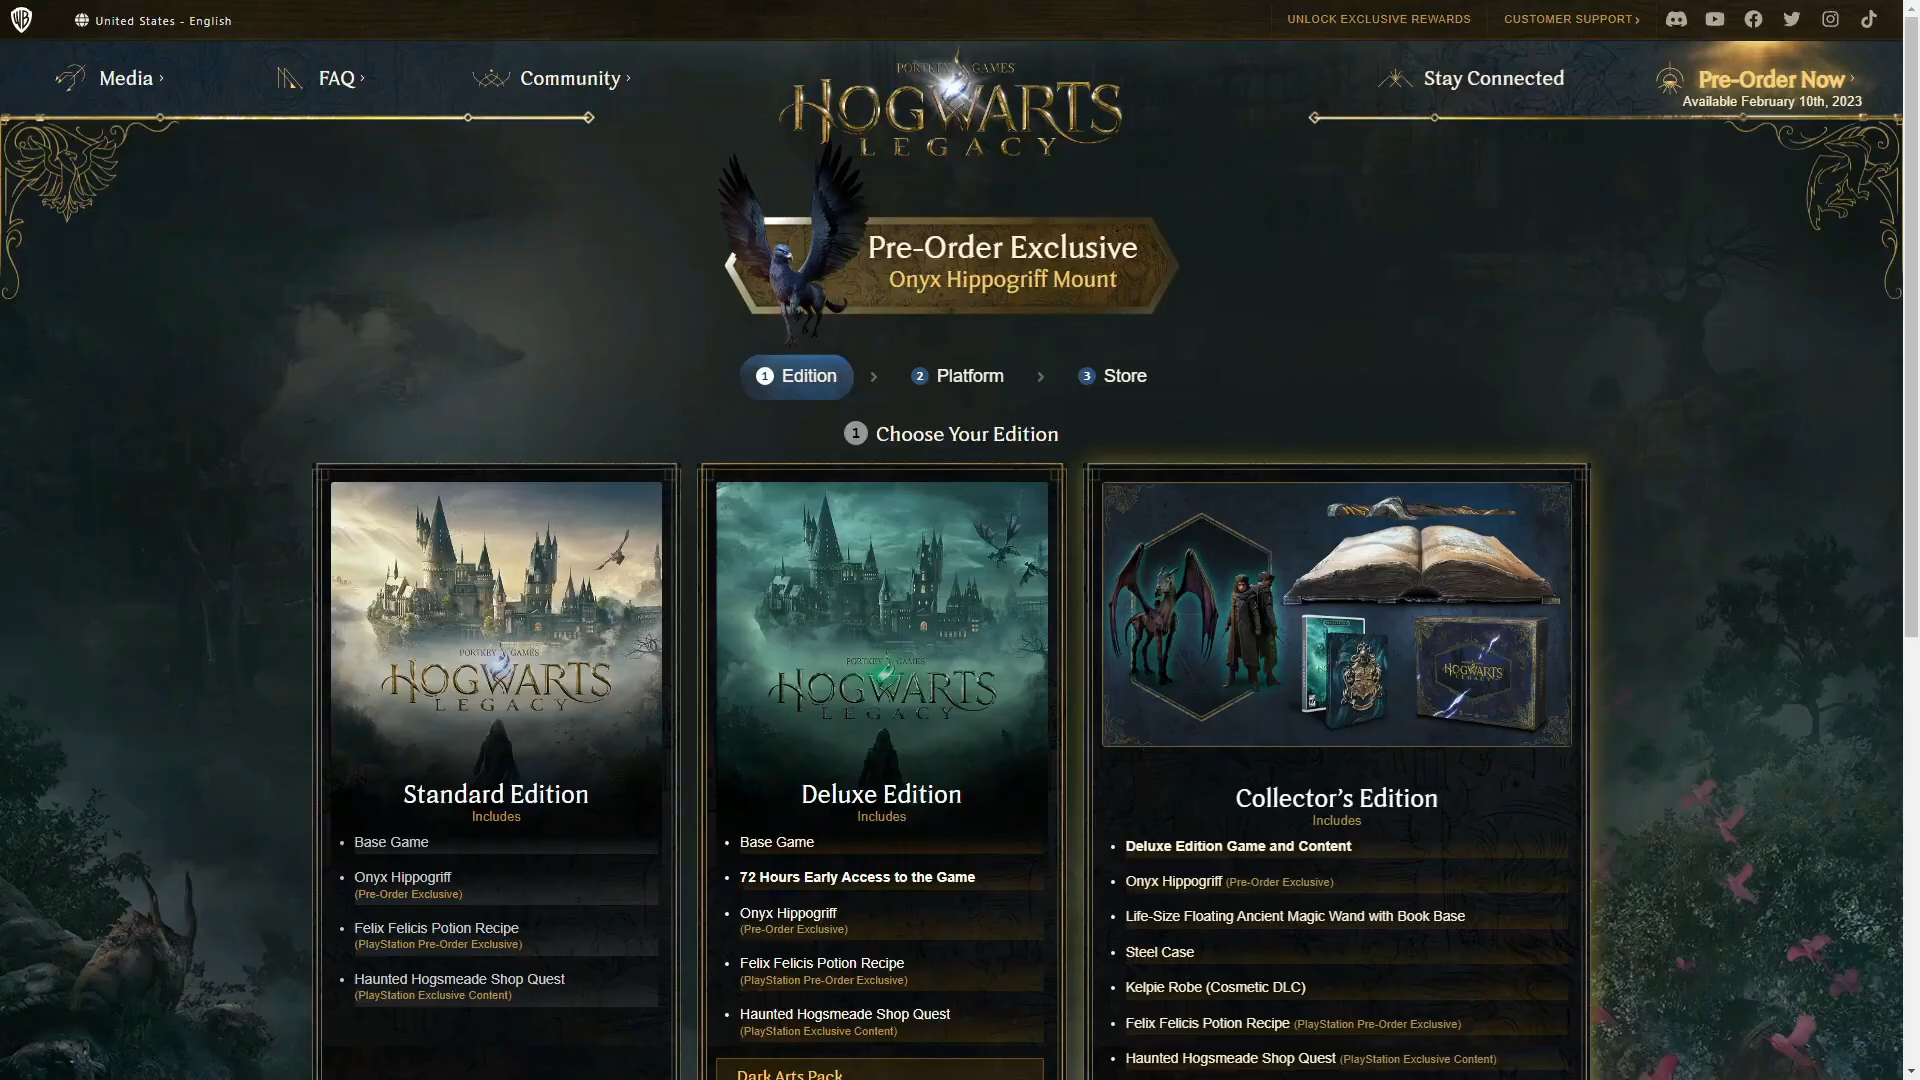 United States - English
UNLOCK EXCLUSIVE REWARDS
CUSTOMER SUPPORT
Media
FAQ
Community
PORTKEY GAMES
HOGWARTS
LEGACY
Stay Connected
Pre-Order Now
Available February 10th, 2023
Pre-Order Exclusive
Onyx Hippogriff Mount
1 Edition
2 Platform
3 Store
1 Choose Your Edition
PORTKEY GAMES
HOGWARTS
LEGACY
Standard Edition
Includes
• Base Game
• Onyx Hippogriff
(Pre-Order Exclusive)
• Felix Felicis Potion Recipe
(PlayStation Pre-Order Exclusive)
• Haunted Hogsmeade Shop Quest
(PlayStation Exclusive Content)
PORTKEY GAMES
HOGWARTS
LEGACY
Deluxe Edition
Includes
• Base Game
• 72 Hours Early Access to the Game
• Onyx Hippogriff
(Pre-Order Exclusive)
• Felix Felicis Potion Recipe
(PlayStation Pre-Order Exclusive)
• Haunted Hogsmeade Shop Quest
(PlayStation Exclusive Content)
Dark Arts Pack
HOGWARTS
LEGACY
Collector's Edition
Includes
• Deluxe Edition Game and Content
• Onyx Hippogriff (Pre-Order Exclusive)
• Life-Size Floating Ancient Magic Wand with Book Base
• Steel Case
• Kelpie Robe (Cosmetic DLC)
• Felix Felicis Potion Recipe (PlayStation Pre-Order Exclusive)
• Haunted Hogsmeade Shop Quest (PlayStation Exclusive Content)